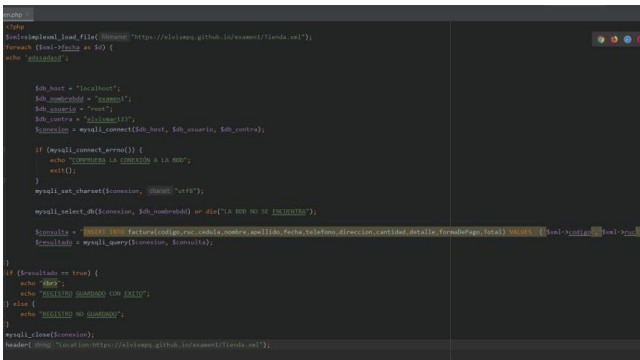 en.php
<?php
$xml=simplexml_load_file( filename: "https://elvismpq.github.io/examen1/Tienda.xml");
foreach ($xml->fecha as $d) {
echo "adsiadasd";
$db_host = "localhost";
$db_nombrebdd = "examen1";
$db_usuario = "root";
$db_contra = "elvismar123";
$conexion = mysqli_connect($db_host, $db_usuario, $db_contra);
if (mysqli_connect_errno()) {
echo "COMPRUEBA LA CONEXIÓN A LA BDD";
exit();
}
mysqli_set_charset($conexion, charset: "utf8");
mysqli_select_db($conexion, $db_nombrebdd) or die("LA BDD NO SE ENCUENTRA");
$consulta = "INSERT INTO factura(codigo,ruc,cedula,nombre,apellido,fecha,telefono,direccion,cantidad,detalle,formaDePago,Total) VALUES ('$xml->codigo','$xml->ruc
$resultado = mysqli_query($conexion, $consulta);
}
if ($resultado == true) {
echo "<br>";
echo "REGISTRO GUARDADO CON EXITO";
} else {
echo "REGISTRO NO GUARDADO";
}
mysqli_close($conexion);
header( string: "Location:https://elvismpq.github.io/examen1/Tienda.xml");